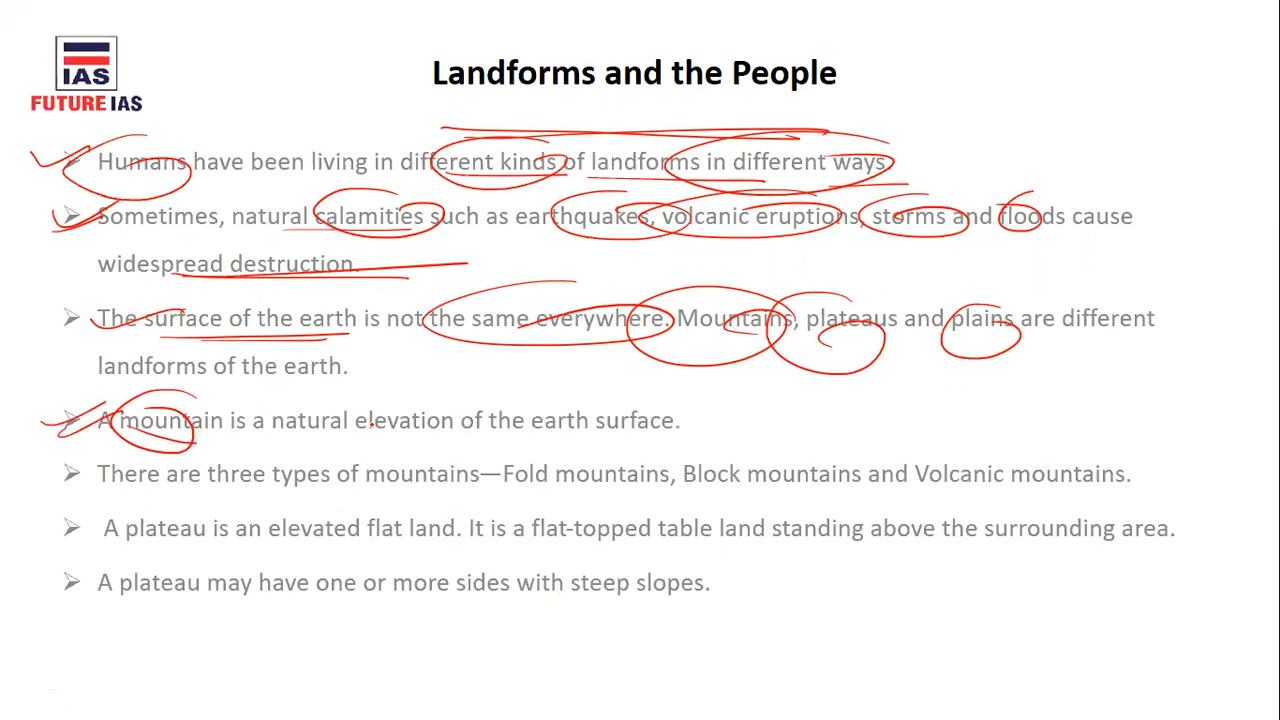 IAS
FUTURE IAS
Landforms and the People
Humans have been living in different kinds of landforms in different ways.
Sometimes, natural calamities such as earthquakes, volcanic eruptions, storms and floods cause
widespread destruction.
The surface of the earth is not the same everywhere. Mountains, plateaus and plains are different
landforms of the earth.
A mountain is a natural elevation of the earth surface.
There are three types of mountains—Fold mountains, Block mountains and Volcanic mountains.
A plateau is an elevated flat land. It is a flat-topped table land standing above the surrounding area.
A plateau may have one or more sides with steep slopes.